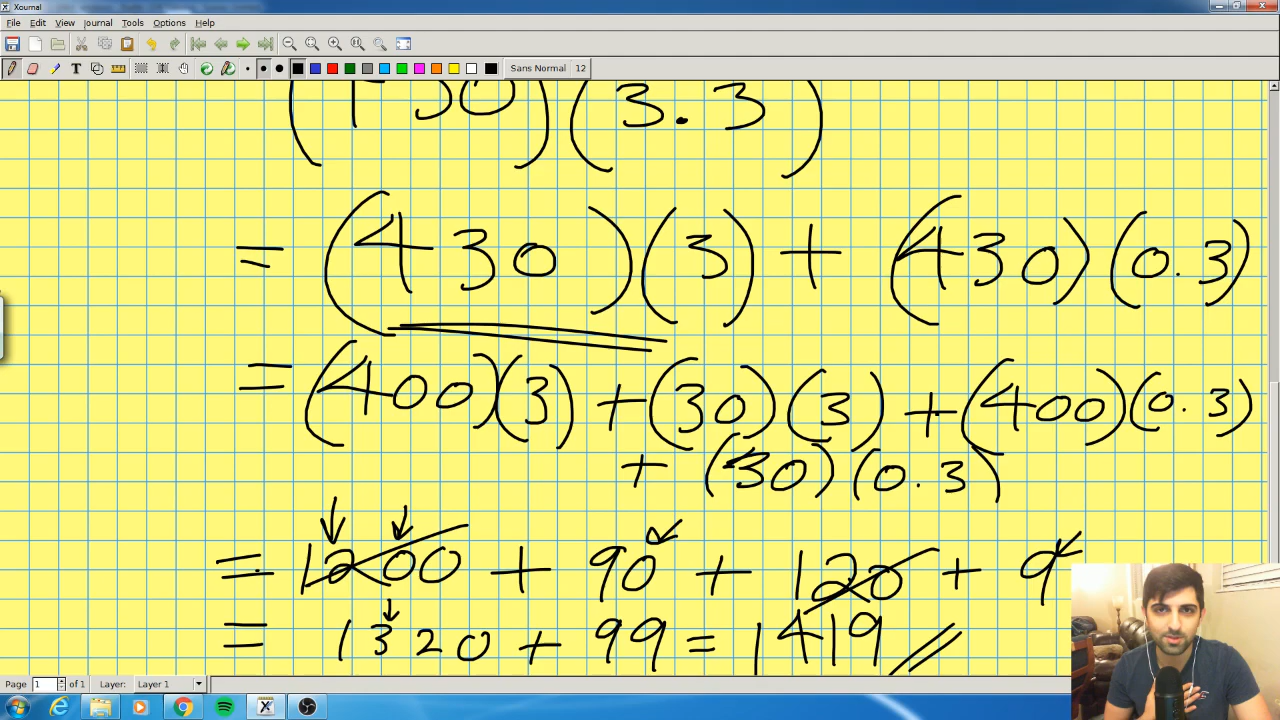 Xournal
File Edit View Journal Tools Options Help
Sans Normal 12
(430)(3.3)
= (430)(3) + (430)(0.3)
= (400)(3) + (30)(3) + (400)(0.3)
+ (30)(0.3)
= 1200 + 90 + 120 + 9
= 1320 + 99 = 1419 //
Page 1 of 1 Layer: Layer 1